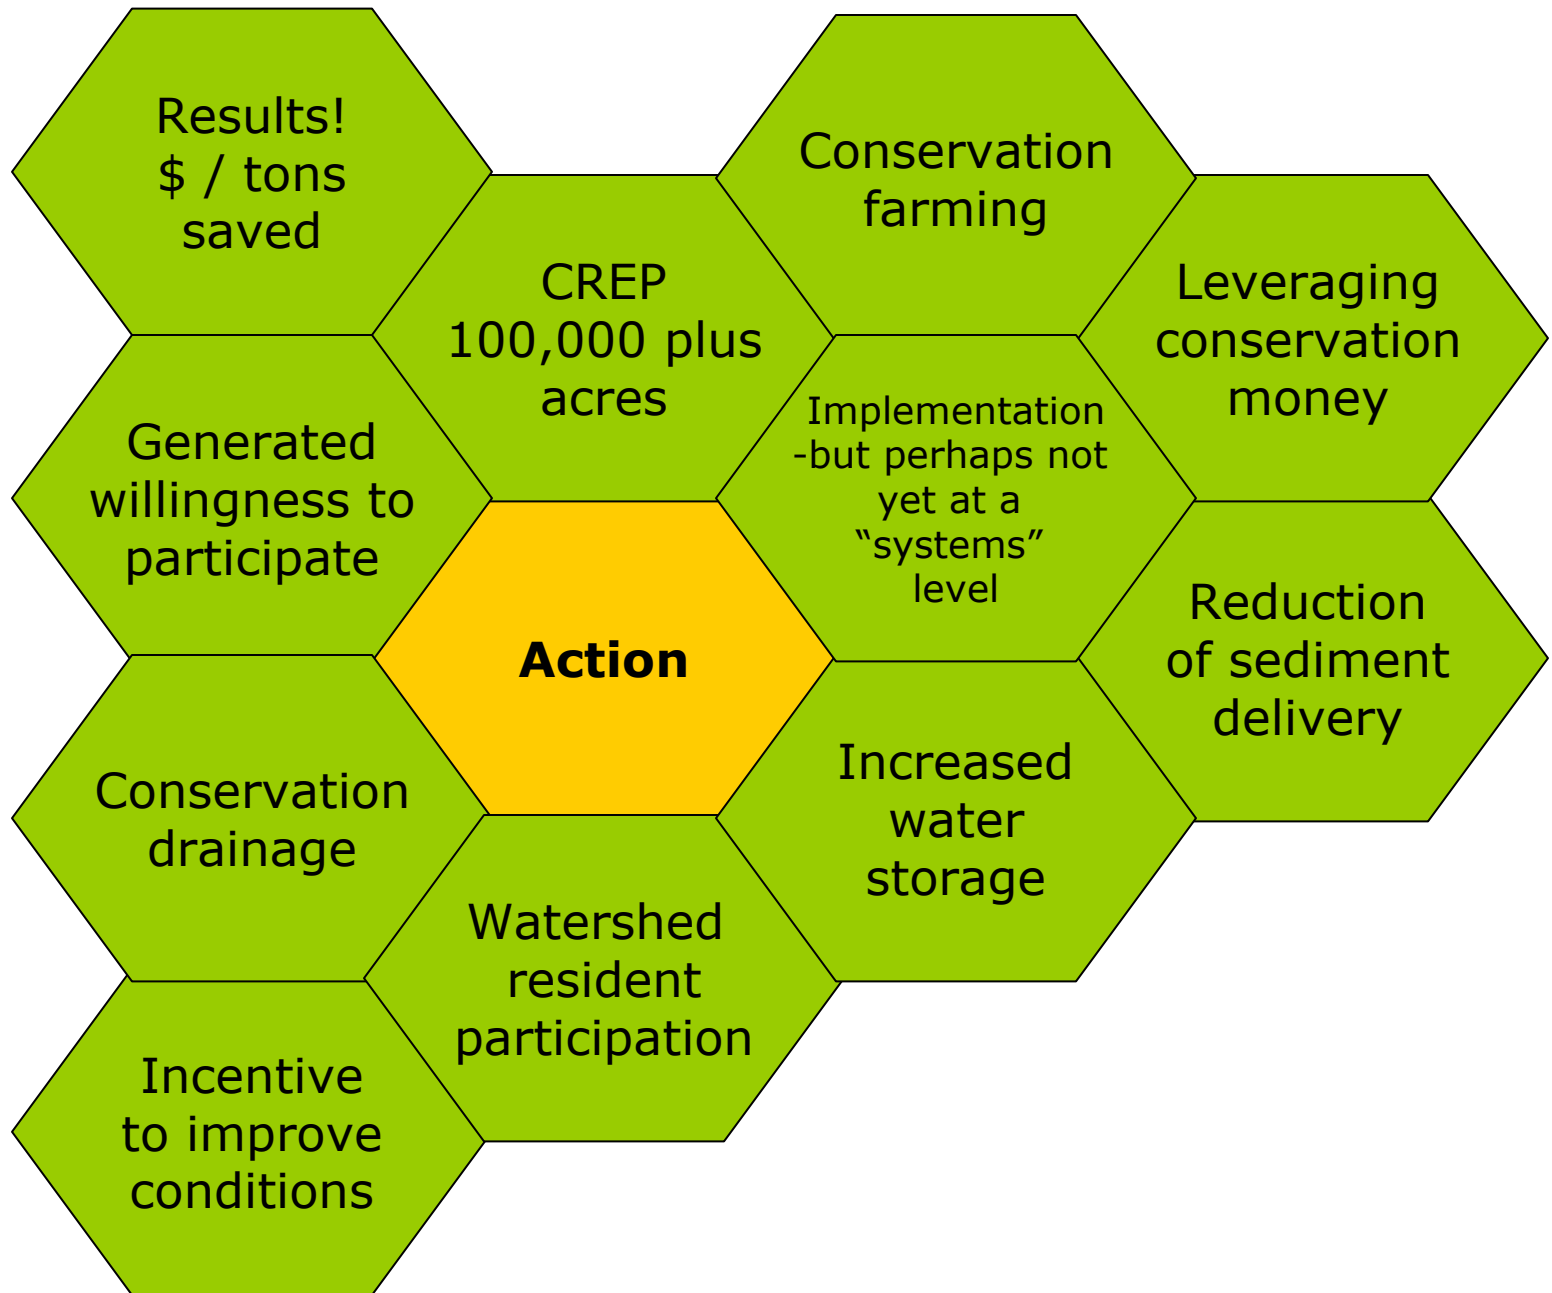 Results!
$ / tons
saved
Conservation
farming
CREP
100,000 plus
acres
Leveraging
conservation
money
Generated
willingness to
participate
Implementation
-but perhaps not
yet at a
“systems”
level
Action
Reduction
of sediment
delivery
Conservation
drainage
Increased
water
storage
Watershed
resident
participation
Incentive
to improve
conditions